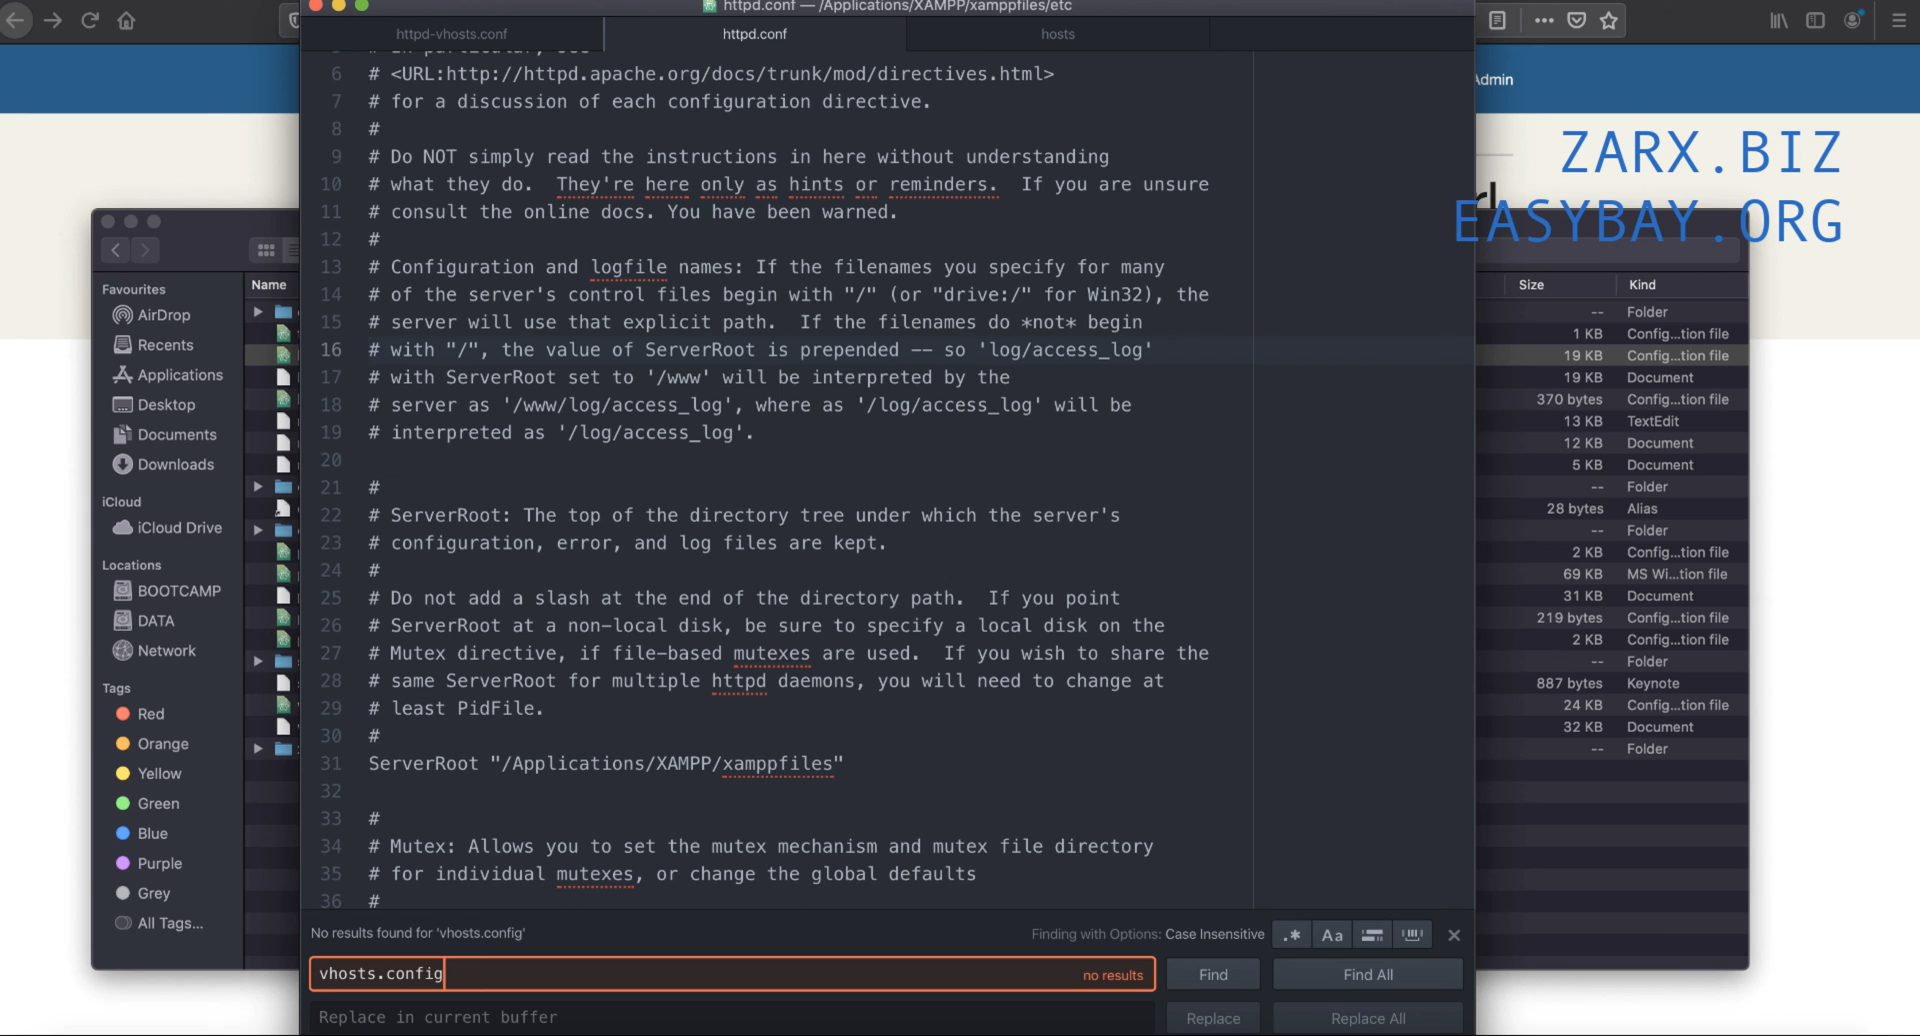 httpd.conf — /Applications/XAMPP/xamppfiles/etc
httpd-vhosts.conf
httpd.conf
hosts
Admin
ZARX.BIZ
EASYBAY.ORG
6 # <URL:http://httpd.apache.org/docs/trunk/mod/directives.html>
7 # for a discussion of each configuration directive.
8 #
9 # Do NOT simply read the instructions in here without understanding
10 # what they do.  They're here only as hints or reminders.  If you are unsure
11 # consult the online docs. You have been warned.
12 #
13 # Configuration and logfile names: If the filenames you specify for many
14 # of the server's control files begin with "/" (or "drive:/" for Win32), the
15 # server will use that explicit path.  If the filenames do *not* begin
16 # with "/", the value of ServerRoot is prepended -- so 'log/access_log'
17 # with ServerRoot set to '/www' will be interpreted by the
18 # server as '/www/log/access_log', where as '/log/access_log' will be
19 # interpreted as '/log/access_log'.
20
21 #
22 # ServerRoot: The top of the directory tree under which the server's
23 # configuration, error, and log files are kept.
24 #
25 # Do not add a slash at the end of the directory path.  If you point
26 # ServerRoot at a non-local disk, be sure to specify a local disk on the
27 # Mutex directive, if file-based mutexes are used.  If you wish to share the
28 # same ServerRoot for multiple httpd daemons, you will need to change at
29 # least PidFile.
30 #
31 ServerRoot "/Applications/XAMPP/xamppfiles"
32
33 #
34 # Mutex: Allows you to set the mutex mechanism and mutex file directory
35 # for individual mutexes, or change the global defaults
36 #
No results found for 'vhosts.config'
Finding with Options: Case Insensitive
.* Aa
vhosts.config
no results
Find
Find All
Replace in current buffer
Replace
Replace All
Favourites
AirDrop
Recents
Applications
Desktop
Documents
Downloads
iCloud
iCloud Drive
Locations
BOOTCAMP
DATA
Network
Tags
Red
Orange
Yellow
Green
Blue
Purple
Grey
All Tags...
Name
Size Kind
-- Folder
1 KB Config...tion file
19 KB Config...tion file
19 KB Document
370 bytes Config...tion file
13 KB TextEdit
12 KB Document
5 KB Document
-- Folder
28 bytes Alias
-- Folder
2 KB Config...tion file
69 KB MS Wi...tion file
31 KB Document
219 bytes Config...tion file
2 KB Config...tion file
-- Folder
887 bytes Keynote
24 KB Config...tion file
32 KB Document
-- Folder